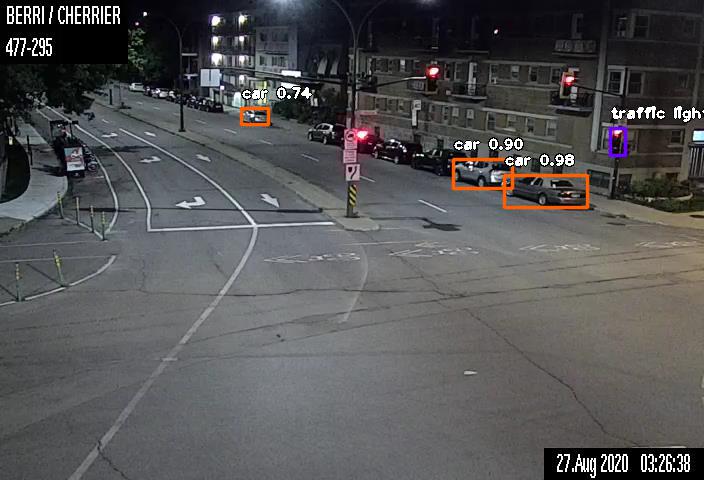 BERRI / CHERRIER
477-295
car 0.74
traffic ligh
car 0.90
car 0.98
27.Aug 2020 03:26:38